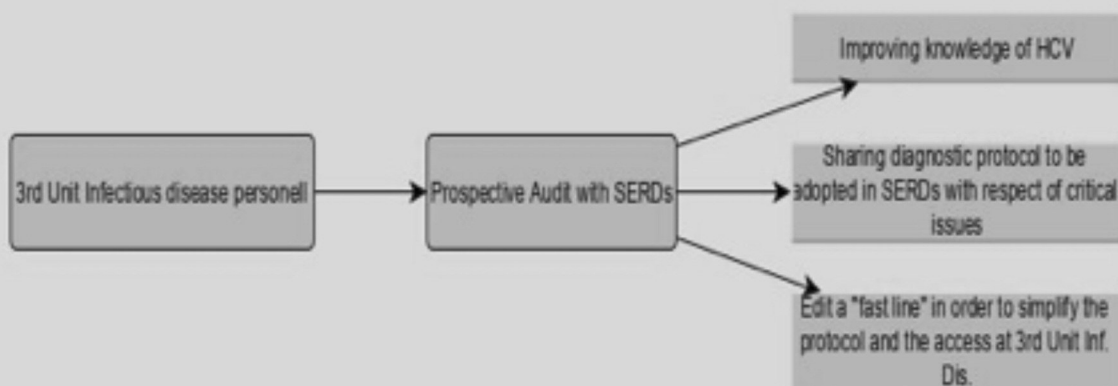 3rd Unit Infectious disease personell
Prospective Audit with SERDs
Improving knowledge of HCV
Sharing diagnostic protocol to be
adopted in SERDs with respect of critical
issues
Edit a "fast line" in order to simplify the
protocol and the access at 3rd Unit Inf.
Dis.